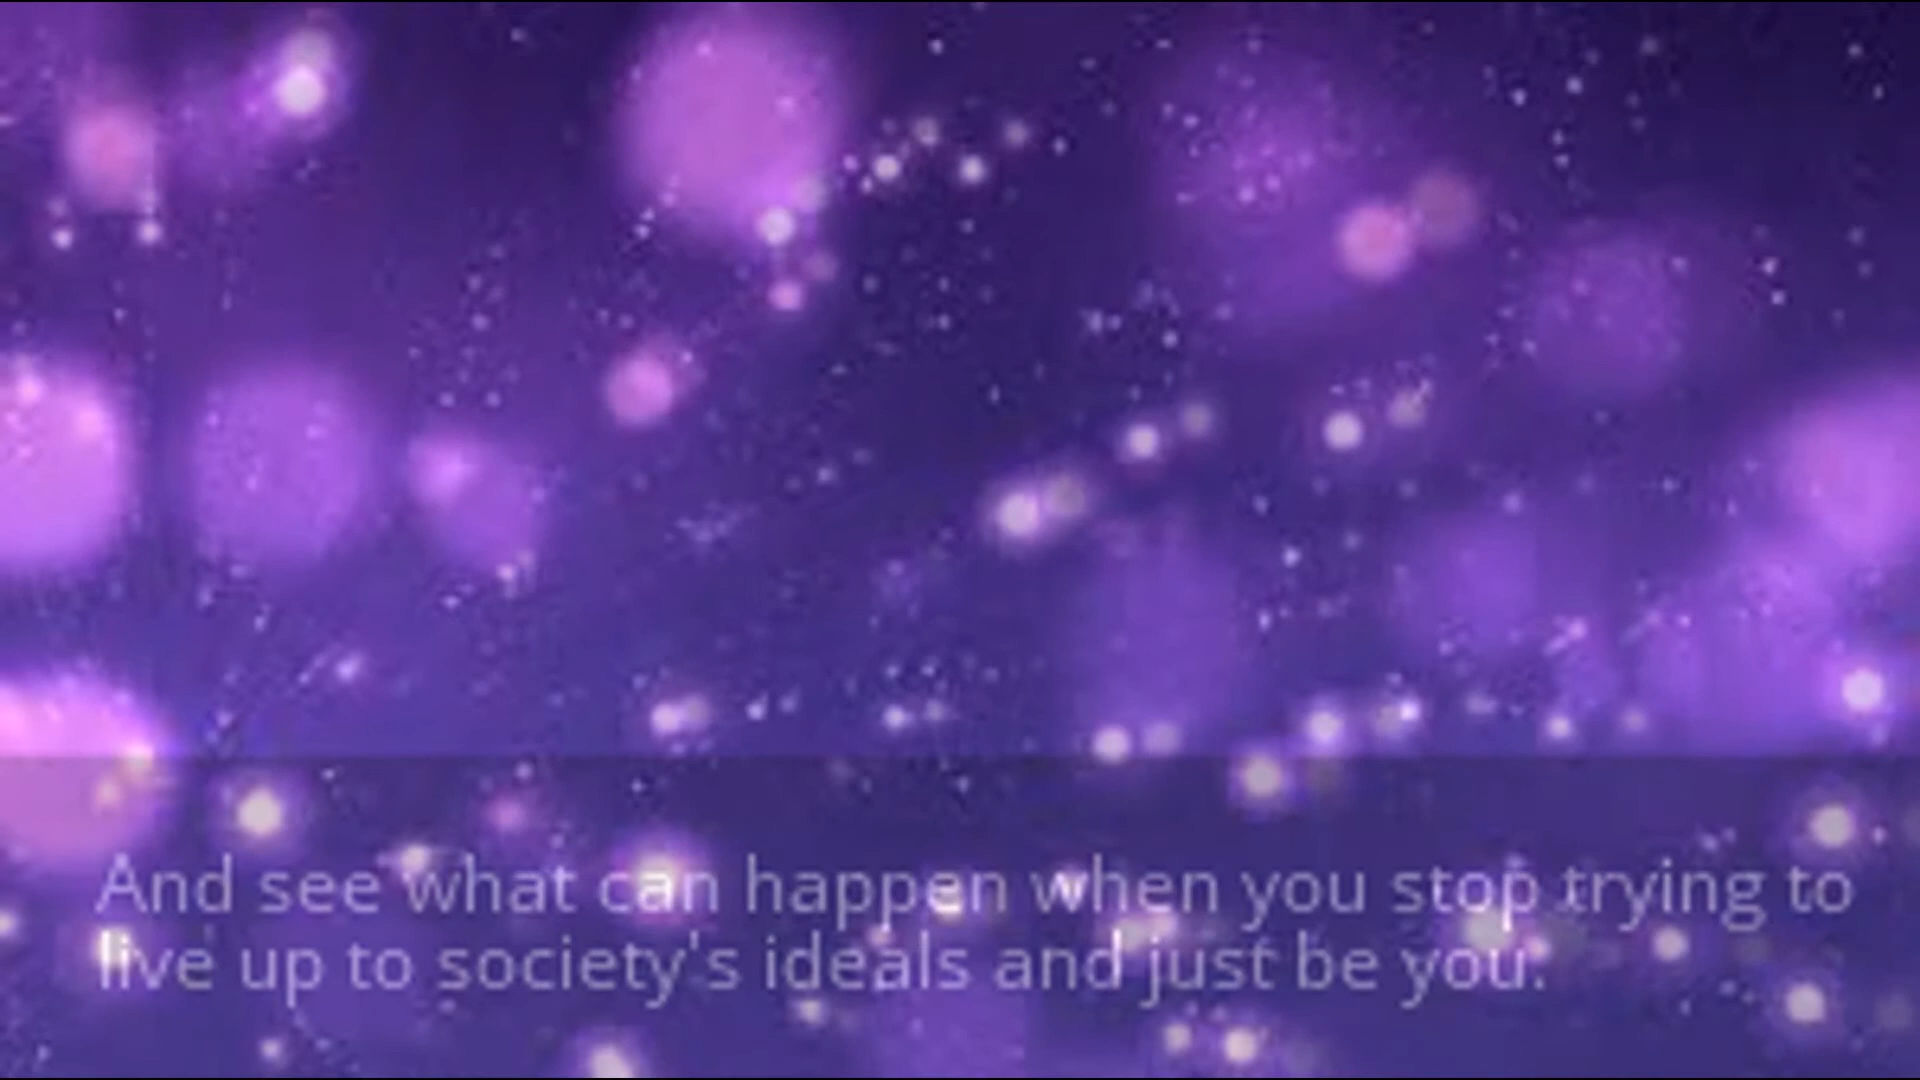 And see what can happen when you stop trying to
live up to society's ideals and just be you.